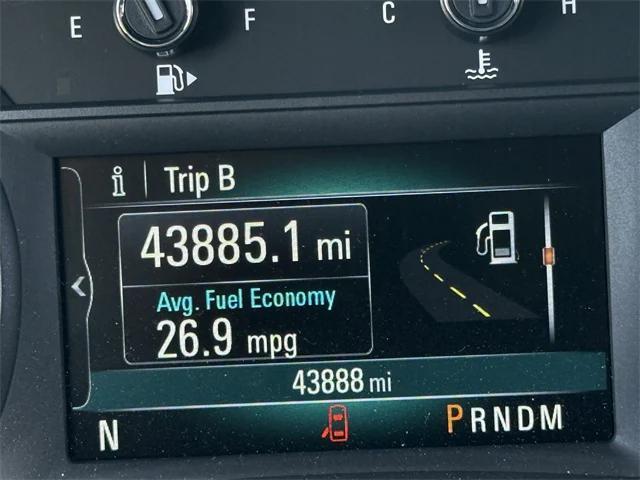 E F C H
i Trip B
43885.1 mi
Avg. Fuel Economy
26.9 mpg
43888 mi
N PRNDM